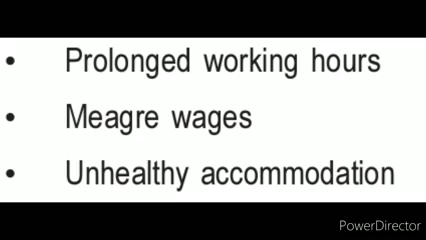 • Prolonged working hours
• Meagre wages
• Unhealthy accommodation
PowerDirector